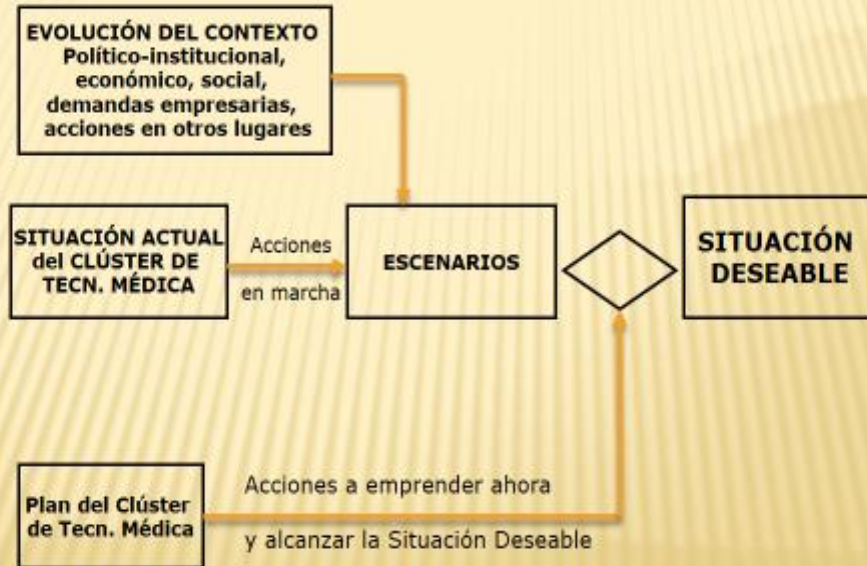 EVOLUCIÓN DEL CONTEXTO
Político-institucional,
económico, social,
demandas empresarias,
acciones en otros lugares
SITUACIÓN ACTUAL
del CLÚSTER DE
TECN. MÉDICA
Acciones
en marcha
ESCENARIOS
SITUACIÓN
DESEABLE
Plan del Clúster
de Tecn. Médica
Acciones a emprender ahora
y alcanzar la Situación Deseable